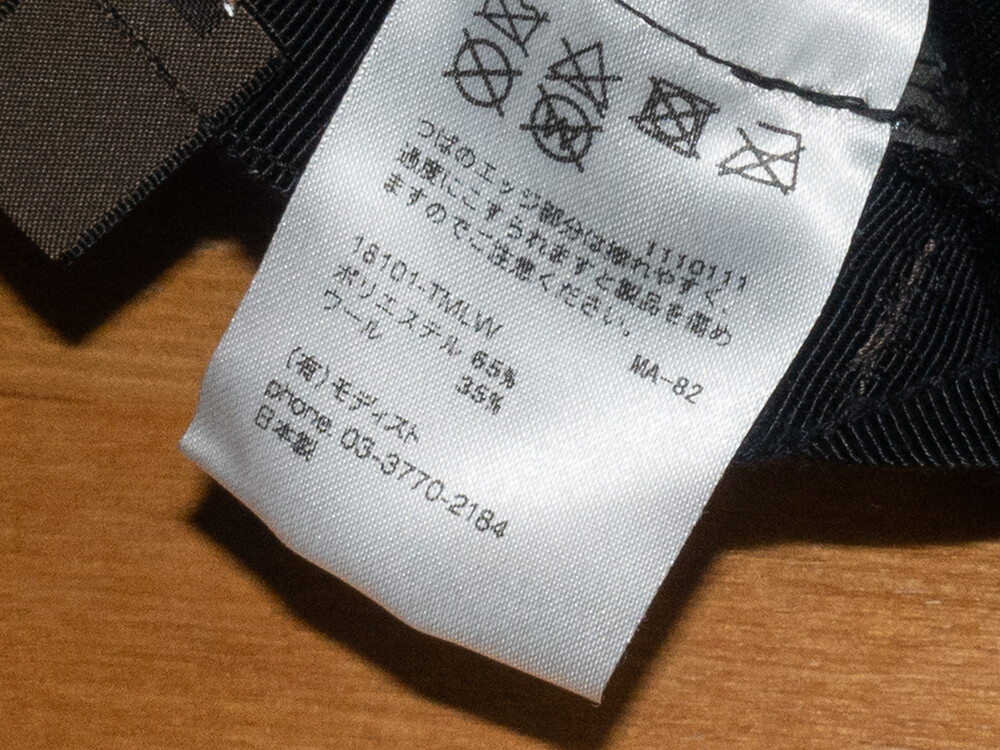 つばのエッジ部分は擦れやすく、
過度にこすられますと製品を傷め
ますのでご注意ください。
1110111
18101-TMLW
MA-82
ポリエステル 65%
ウール 35%
(有)モディスト
phone. 03-3770-2184
日本製